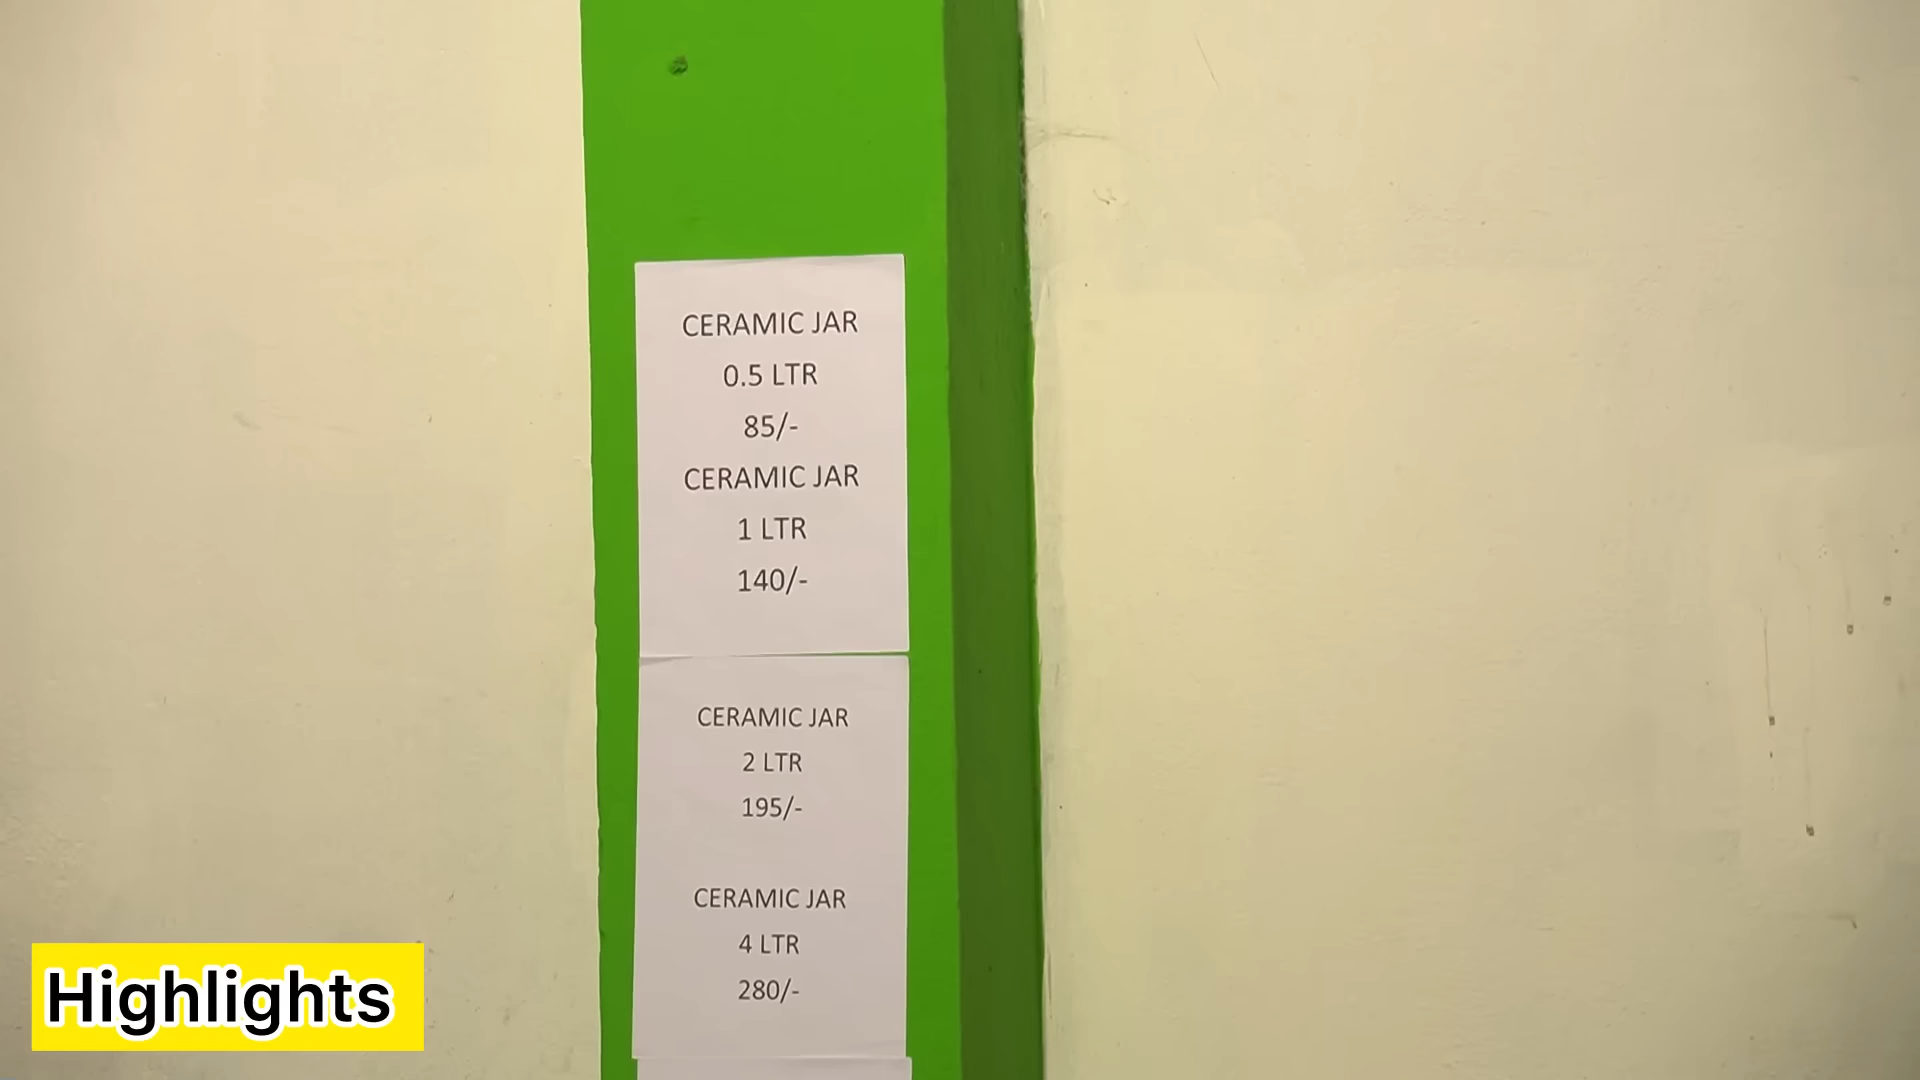 CERAMIC JAR
0.5 LTR
85/-
CERAMIC JAR
1 LTR
140/-
CERAMIC JAR
2 LTR
195/-
CERAMIC JAR
4 LTR
280/-
Highlights